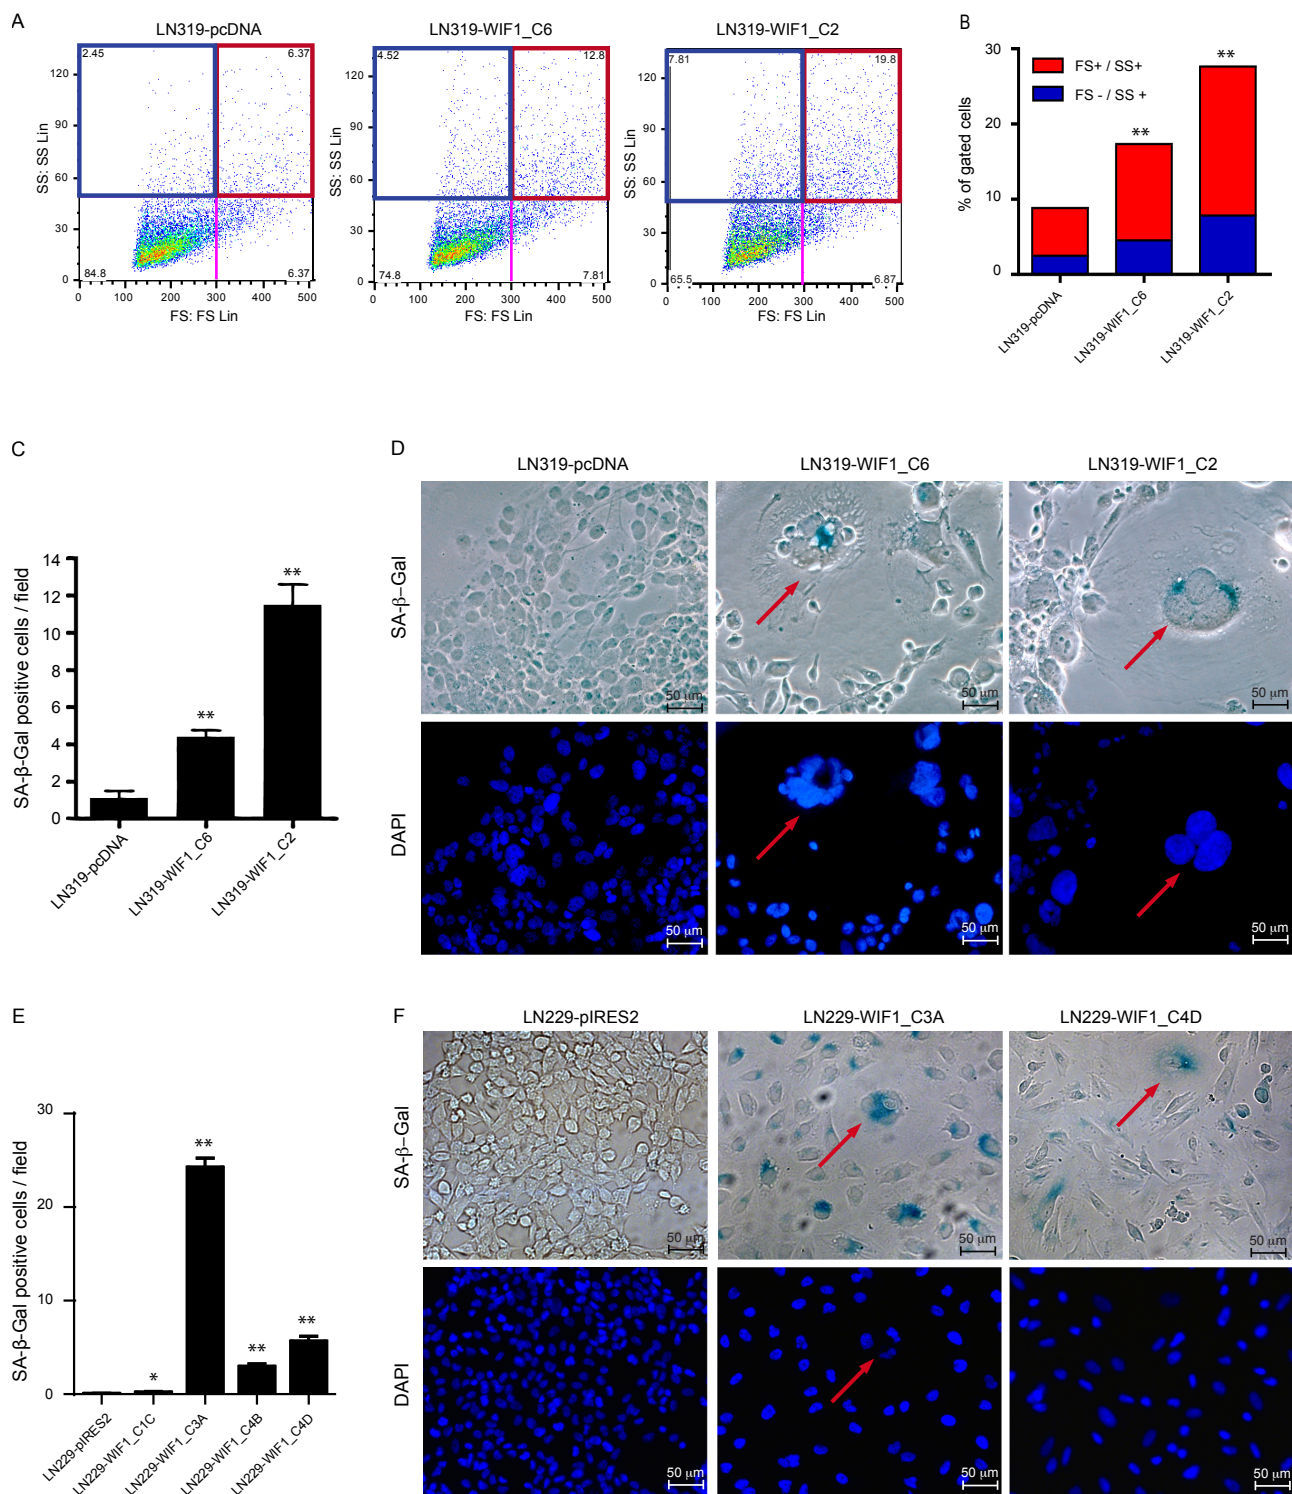 A
LN319-pcDNA
LN319-WIF1_C6
LN319-WIF1_C2
2.45
6.37
84.8
6.37
SS: SS Lin
120
90
60
30
0
0
100
200
300
400
500
FS: FS Lin
4.52
12.8
74.8
7.81
SS: SS Lin
120
90
60
30
0
0
100
200
300
400
500
FS: FS Lin
7.81
19.8
65.5
6.87
SS: SS Lin
120
90
60
30
0
0
100
200
300
400
500
FS: FS Lin
B
30
20
10
0
% of gated cells
FS+ / SS+
FS - / SS +
**
**
LN319-pcDNA
LN319-WIF1_C6
LN319-WIF1_C2
C
SA-β-Gal positive cells / field
14
12
10
8
6
4
2
0
**
**
LN319-pcDNA
LN319-WIF1_C6
LN319-WIF1_C2
D
LN319-pcDNA
LN319-WIF1_C6
LN319-WIF1_C2
SA-β–Gal
50 μm
50 μm
50 μm
DAPI
50 μm
50 μm
50 μm
E
SA-β-Gal positive cells / field
30
20
10
0
*
**
**
**
LN229-pIRES2
LN229-WIF1_C1C
LN229-WIF1_C3A
LN229-WIF1_C4B
LN229-WIF1_C4D
F
LN229-pIRES2
LN229-WIF1_C3A
LN229-WIF1_C4D
SA-β–Gal
50 μm
50 μm
50 μm
DAPI
50 μm
50 μm
50 μm